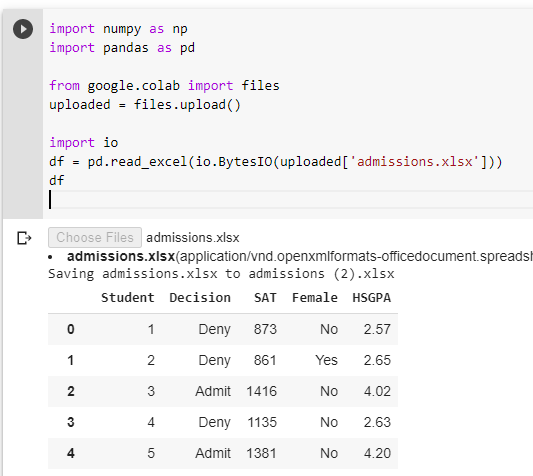 import numpy as np
import pandas as pd
from google.colab import files
uploaded = files.upload()
import io
df = pd.read_excel(io.BytesIO(uploaded['admissions.xlsx']))
df
Choose Files admissions.xlsx
• admissions.xlsx(application/vnd.openxmlformats-officedocument.spreadsh
Saving admissions.xlsx to admissions (2).xlsx
Student Decision SAT Female HSGPA
0 1 Deny 873 No 2.57
1 2 Deny 861 Yes 2.65
2 3 Admit 1416 No 4.02
3 4 Deny 1135 No 2.63
4 5 Admit 1381 No 4.20